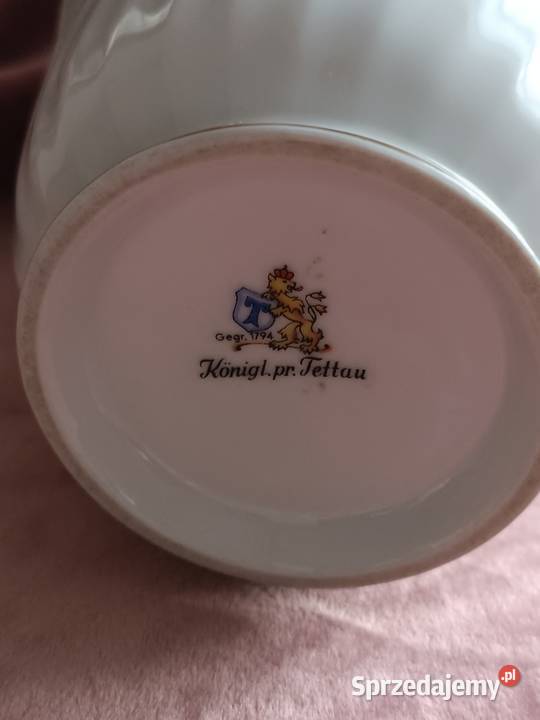 T
Gegr. 1794
Königl. pr. Tettau
Sprzedajemy.pl